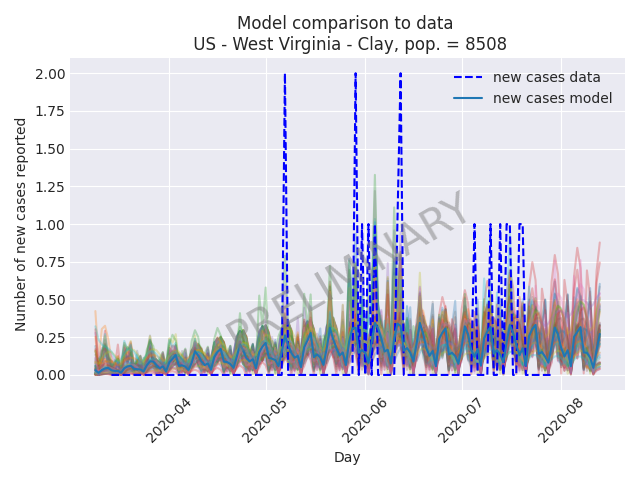 Model comparison to data
US - West Virginia - Clay, pop. = 8508
new cases data
new cases model
Number of new cases reported
2.00
1.75
1.50
1.25
1.00
0.75
0.50
0.25
0.00
PRELIMINARY
2020-04
2020-05
2020-06
2020-07
2020-08
Day